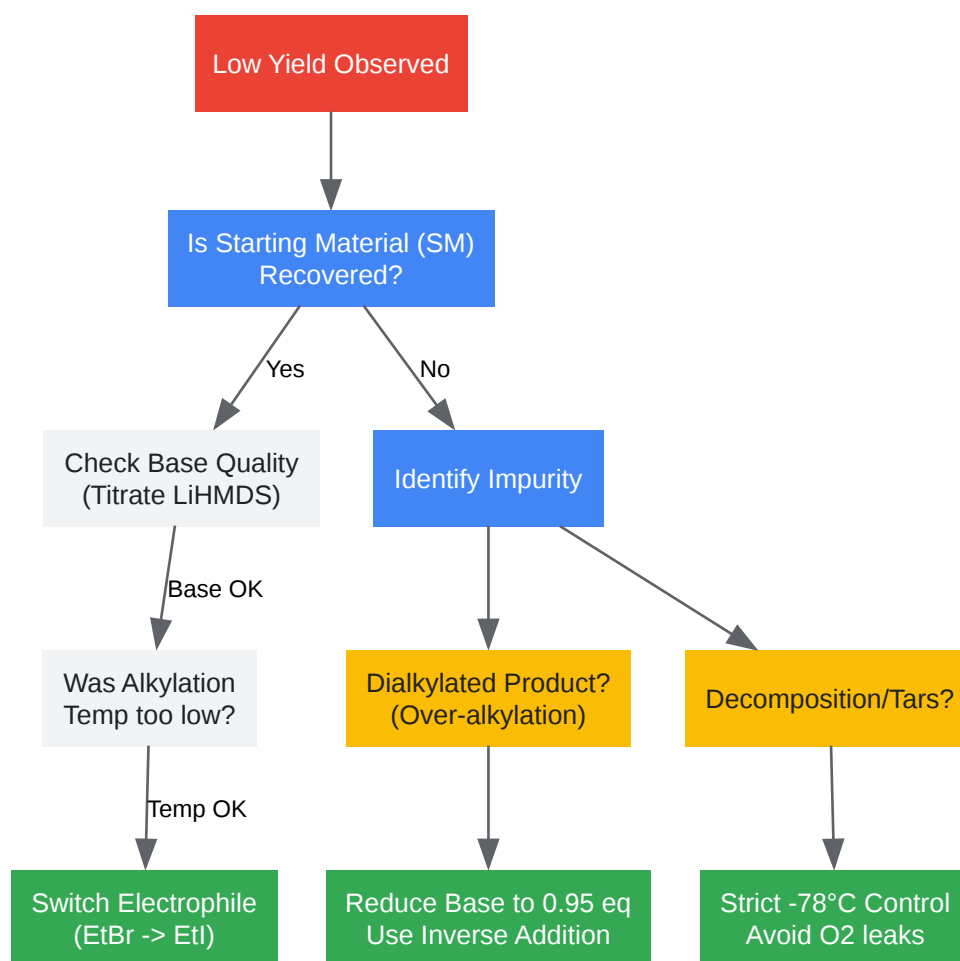 Low Yield Observed
Is Starting Material (SM)
Recovered?
Yes
No
Check Base Quality
(Titrate LiHMDS)
Identify Impurity
Base OK
Was Alkylation
Temp too low?
Dialkylated Product?
(Over-alkylation)
Decomposition/Tars?
Temp OK
Switch Electrophile
(EtBr -> EtI)
Reduce Base to 0.95 eq
Use Inverse Addition
Strict -78°C Control
Avoid O2 leaks